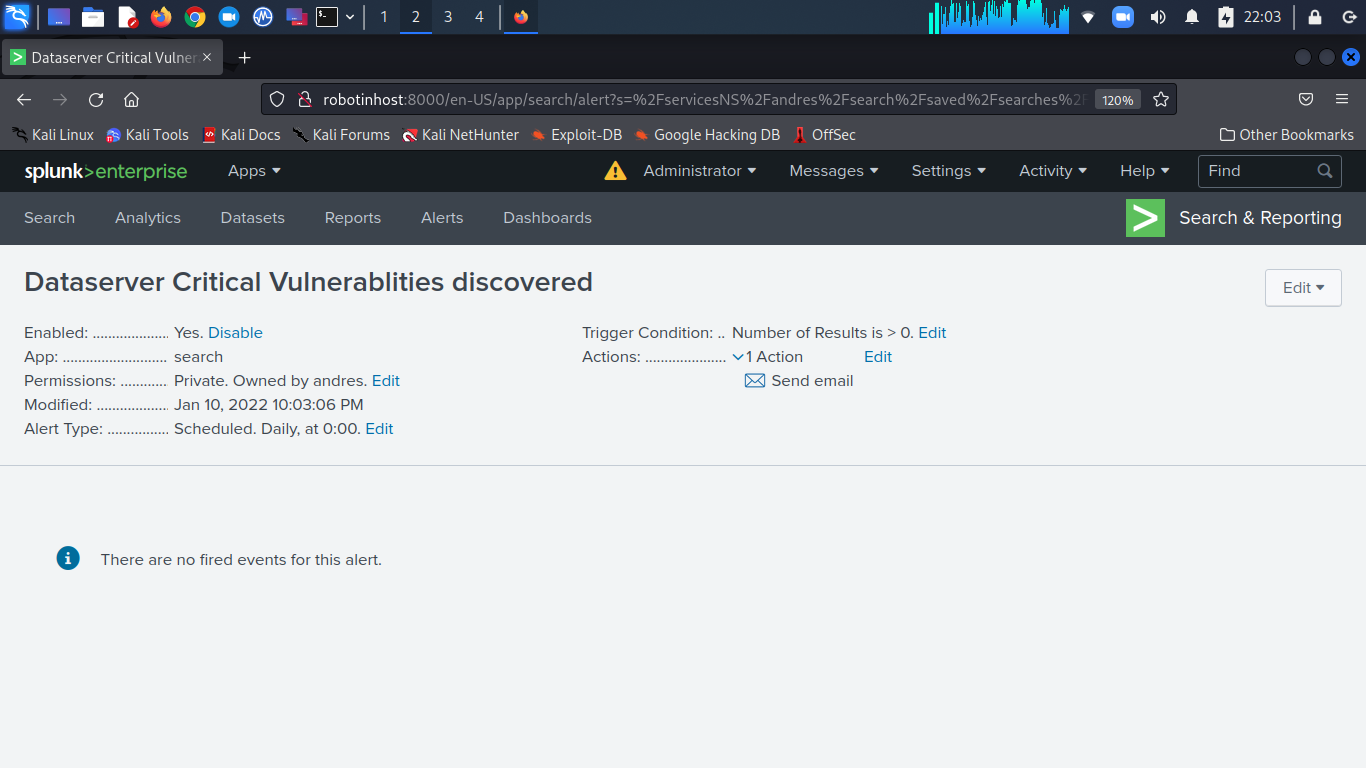 1 2 3 4 22:03
Dataserver Critical Vulner
robotinhost:8000/en-US/app/search/alert?s=%2FservicesNS%2Fandres%2Fsearch%2Fsaved%2Fsearches%2F 120%
Kali Linux Kali Tools Kali Docs Kali Forums Kali NetHunter Exploit-DB Google Hacking DB OffSec Other Bookmarks
splunk>enterprise Apps Administrator Messages Settings Activity Help Find
Search Analytics Datasets Reports Alerts Dashboards Search & Reporting
Dataserver Critical Vulnerablities discovered
Edit
Enabled: .................... Yes. Disable
App: ........................... search
Permissions: ............ Private. Owned by andres. Edit
Modified: ................... Jan 10, 2022 10:03:06 PM
Alert Type: ................ Scheduled. Daily, at 0:00. Edit
Trigger Condition: .. Number of Results is > 0. Edit
Actions: ..................... 1 Action Edit
Send email
There are no fired events for this alert.